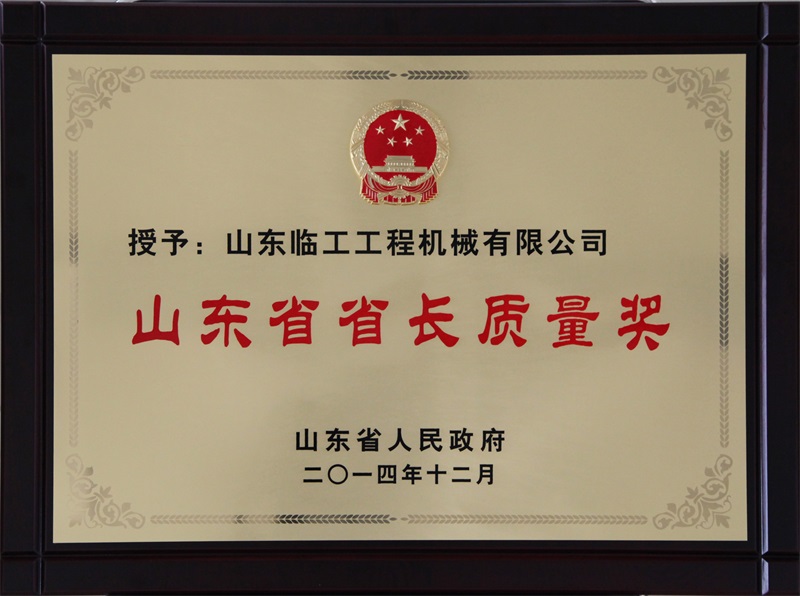 授予：山东临工工程机械有限公司
山东省省长质量奖
山东省人民政府
二〇一四年十二月